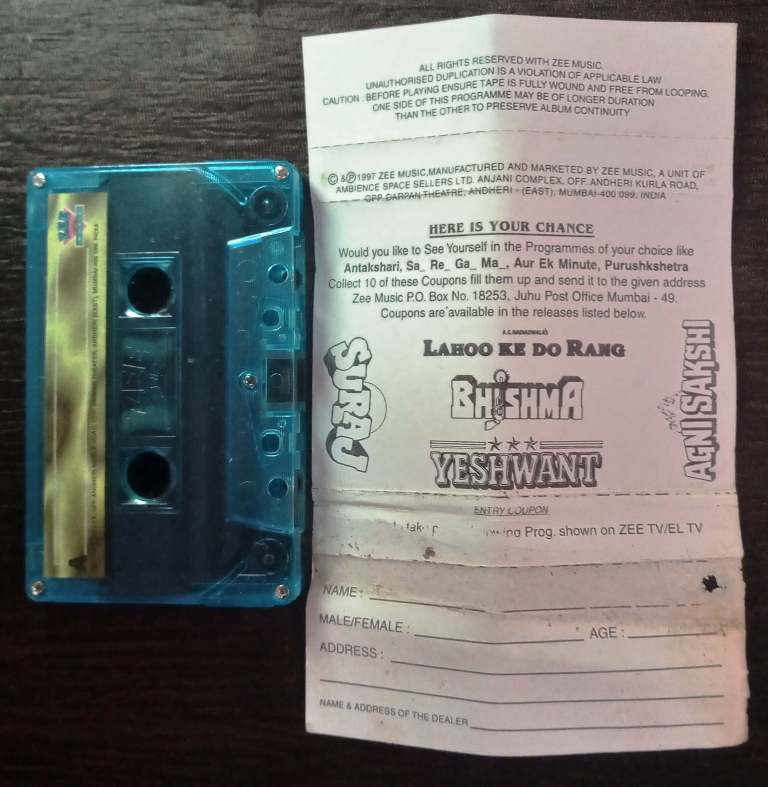 ALL RIGHTS RESERVED WITH ZEE MUSIC.
UNAUTHORISED DUPLICATION IS A VIOLATION OF APPLICABLE LAW
CAUTION : BEFORE PLAYING ENSURE TAPE IS FULLY WOUND AND FREE FROM LOOPING.
ONE SIDE OF THIS PROGRAMME MAY BE OF LONGER DURATION
THAN THE OTHER TO PRESERVE ALBUM CONTINUITY
© & ℗ 1997 ZEE MUSIC, MANUFACTURED AND MARKETED BY ZEE MUSIC, A UNIT OF
AMBIENCE SPACE SELLERS LTD. ANJANI COMPLEX, OFF. ANDHERI KURLA ROAD,
OPP. DARPAN THEATRE, ANDHERI - (EAST), MUMBAI-400 099, INDIA
HERE IS YOUR CHANCE
Would you like to See Yourself in the Programmes of your choice like
Antakshari, Sa_ Re_ Ga_ Ma_, Aur Ek Minute, Purushkshetra
Collect 10 of these Coupons fill them up and send it to the given address
Zee Music P.O. Box No. 18253, Juhu Post Office Mumbai - 49.
Coupons are available in the releases listed below.
LAHOO KE DO RANG
SURAJ
BHISHMA
AGNI SAKSHI
YESHWANT
ENTRY COUPON
Prog. shown on ZEE TV/EL TV
NAME :
MALE/FEMALE :
AGE :
ADDRESS :
NAME & ADDRESS OF THE DEALER
ZEE
A